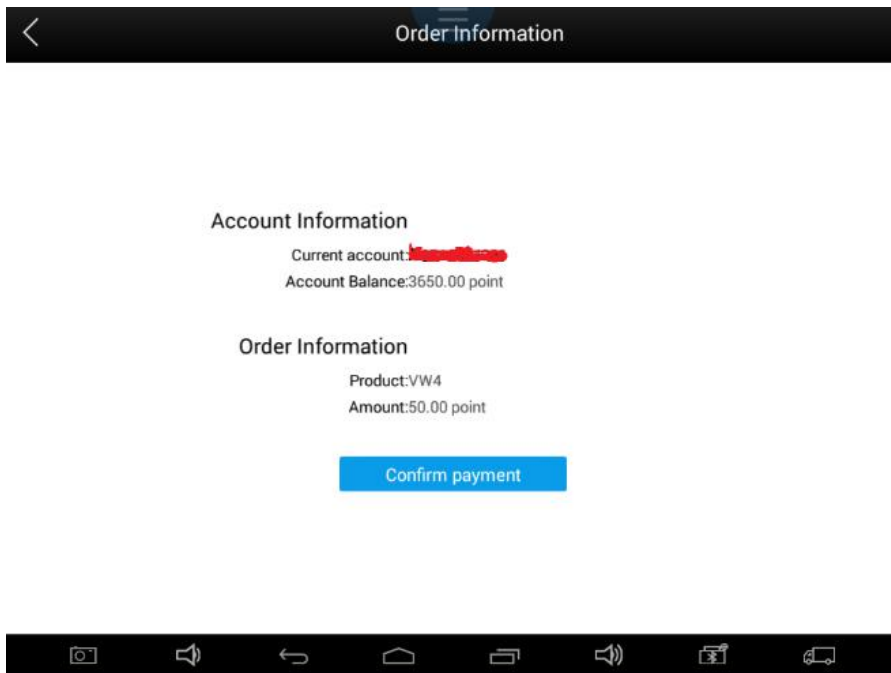 Order Information
Account Information
Current account:
Account Balance:3650.00 point
Order Information
Product:VW4
Amount:50.00 point
Confirm payment